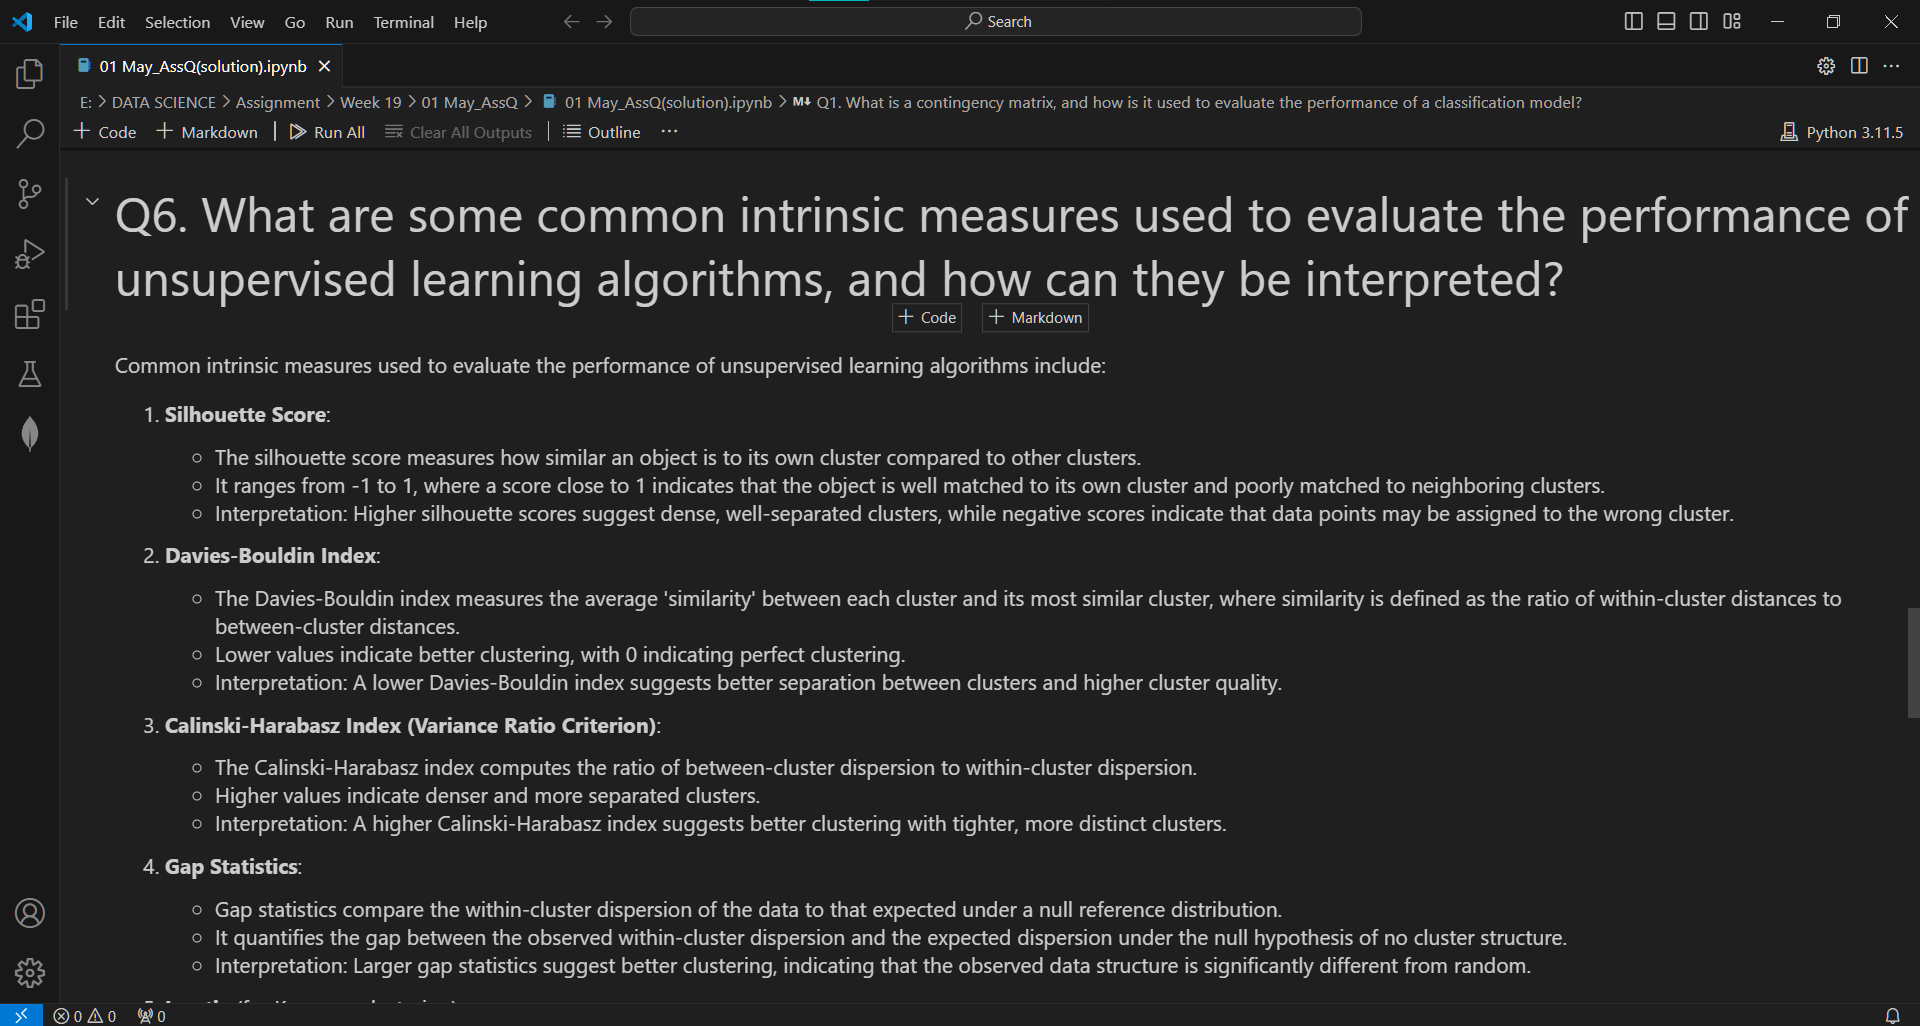 File Edit Selection View Go Run Terminal Help
Search
01 May_AssQ(solution).ipynb
E: > DATA SCIENCE > Assignment > Week 19 > 01 May_AssQ > 01 May_AssQ(solution).ipynb > M↓ Q1. What is a contingency matrix, and how is it used to evaluate the performance of a classification model?
+ Code + Markdown | Run All Clear All Outputs | Outline ...
Python 3.11.5
Q6. What are some common intrinsic measures used to evaluate the performance of
unsupervised learning algorithms, and how can they be interpreted?
+ Code + Markdown
Common intrinsic measures used to evaluate the performance of unsupervised learning algorithms include:
1. Silhouette Score:
○ The silhouette score measures how similar an object is to its own cluster compared to other clusters.
○ It ranges from -1 to 1, where a score close to 1 indicates that the object is well matched to its own cluster and poorly matched to neighboring clusters.
○ Interpretation: Higher silhouette scores suggest dense, well-separated clusters, while negative scores indicate that data points may be assigned to the wrong cluster.
2. Davies-Bouldin Index:
○ The Davies-Bouldin index measures the average 'similarity' between each cluster and its most similar cluster, where similarity is defined as the ratio of within-cluster distances to
between-cluster distances.
○ Lower values indicate better clustering, with 0 indicating perfect clustering.
○ Interpretation: A lower Davies-Bouldin index suggests better separation between clusters and higher cluster quality.
3. Calinski-Harabasz Index (Variance Ratio Criterion):
○ The Calinski-Harabasz index computes the ratio of between-cluster dispersion to within-cluster dispersion.
○ Higher values indicate denser and more separated clusters.
○ Interpretation: A higher Calinski-Harabasz index suggests better clustering with tighter, more distinct clusters.
4. Gap Statistics:
○ Gap statistics compare the within-cluster dispersion of the data to that expected under a null reference distribution.
○ It quantifies the gap between the observed within-cluster dispersion and the expected dispersion under the null hypothesis of no cluster structure.
○ Interpretation: Larger gap statistics suggest better clustering, indicating that the observed data structure is significantly different from random.
0 0 0